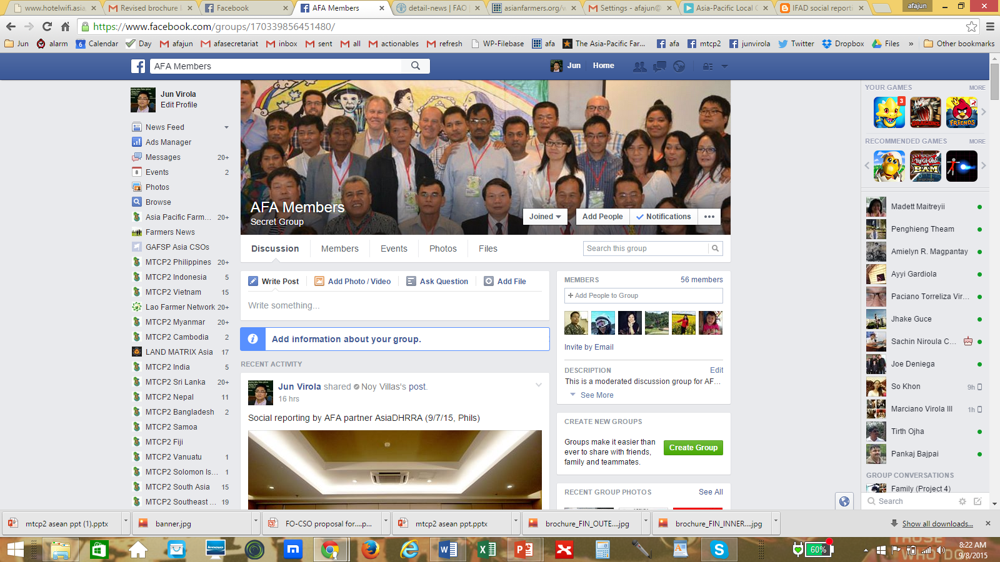 www.hotelwifi.asia
Revised brochure
Facebook
AFA Members
detail-news | FAO
asianfarmers.org/w
Settings - afajun@
Asia-Pacific Local
IFAD social report
afajun
https://www.facebook.com/groups/170339856451480/
Jun
alarm
6
Calendar
Day
afajun
afasecretariat
inbox
sent
all
actionables
refresh
WP-Filebase
afa
The Asia-Pacific Far...
afa
mtcp2
junvirola
Twitter
Dropbox
Files
»
Other bookmarks
AFA Members
Jun
Home
Jun Virola
Edit Profile
News Feed
Ads Manager
Messages 20+
8
Events 2
Photos
Browse
Asia Pacific Farm... 20+
Farmers News
GAFSP Asia CSOs
MTCP2 Philippines 20+
MTCP2 Indonesia 5
MTCP2 Vietnam 15
Lao Farmer Network 20+
MTCP2 Myanmar 20+
MTCP2 Cambodia 2
LAND MATRIX Asia 17
MTCP2 India 5
MTCP2 Sri Lanka 20+
MTCP2 Nepal 11
MTCP2 Bangladesh 2
MTCP2 Samoa
MTCP2 Fiji
MTCP2 Vanuatu 1
MTCP2 Solomon Is... 1
MTCP2 South Asia 15
MTCP2 Southeast ... 19
AFA Members
Secret Group
Joined
Add People
Notifications
Discussion
Members
Events
Photos
Files
Search this group
Write Post
Add Photo / Video
Ask Question
Add File
Write something...
Add information about your group.
RECENT ACTIVITY
Jun Virola shared Noy Villas's post.
16 hrs
Social reporting by AFA partner AsiaDHRRA (9/7/15, Phils)
MEMBERS
56 members
+ Add People to Group
Invite by Email
DESCRIPTION
Edit
This is a moderated discussion group for AF...
See More
CREATE NEW GROUPS
Groups make it easier than
ever to share with friends,
family and teammates.
Create Group
RECENT GROUP PHOTOS
See All
YOUR GAMES
MORE
3
DRAGONS
FRIENDS
RECOMMENDED GAMES
MORE
Yu-Gi-Oh!
BAM
Madett Maitreyii
Penghieng Theam
Amielyn R. Magpantay
Ayyi Gardiola
Paciano Torreliza Vir...
Jhake Guce
Sachin Niroula C...
Joe Deniega
So Khon 9h
Marciano Virola III 1h
Tirth Ojha
Pankaj Bajpai
GROUP CONVERSATIONS
Family (Project 4)
Search
mtcp2 asean ppt (1).pptx
banner.jpg
FO-CSO proposal for....p...
mtcp2 asean ppt.pptx
brochure_FIN_OUTE....jpg
brochure_FIN_INNER....jpg
Show all downloads...
lenovo
60%
THOSE
WHO DO
8:22 AM
9/8/2015